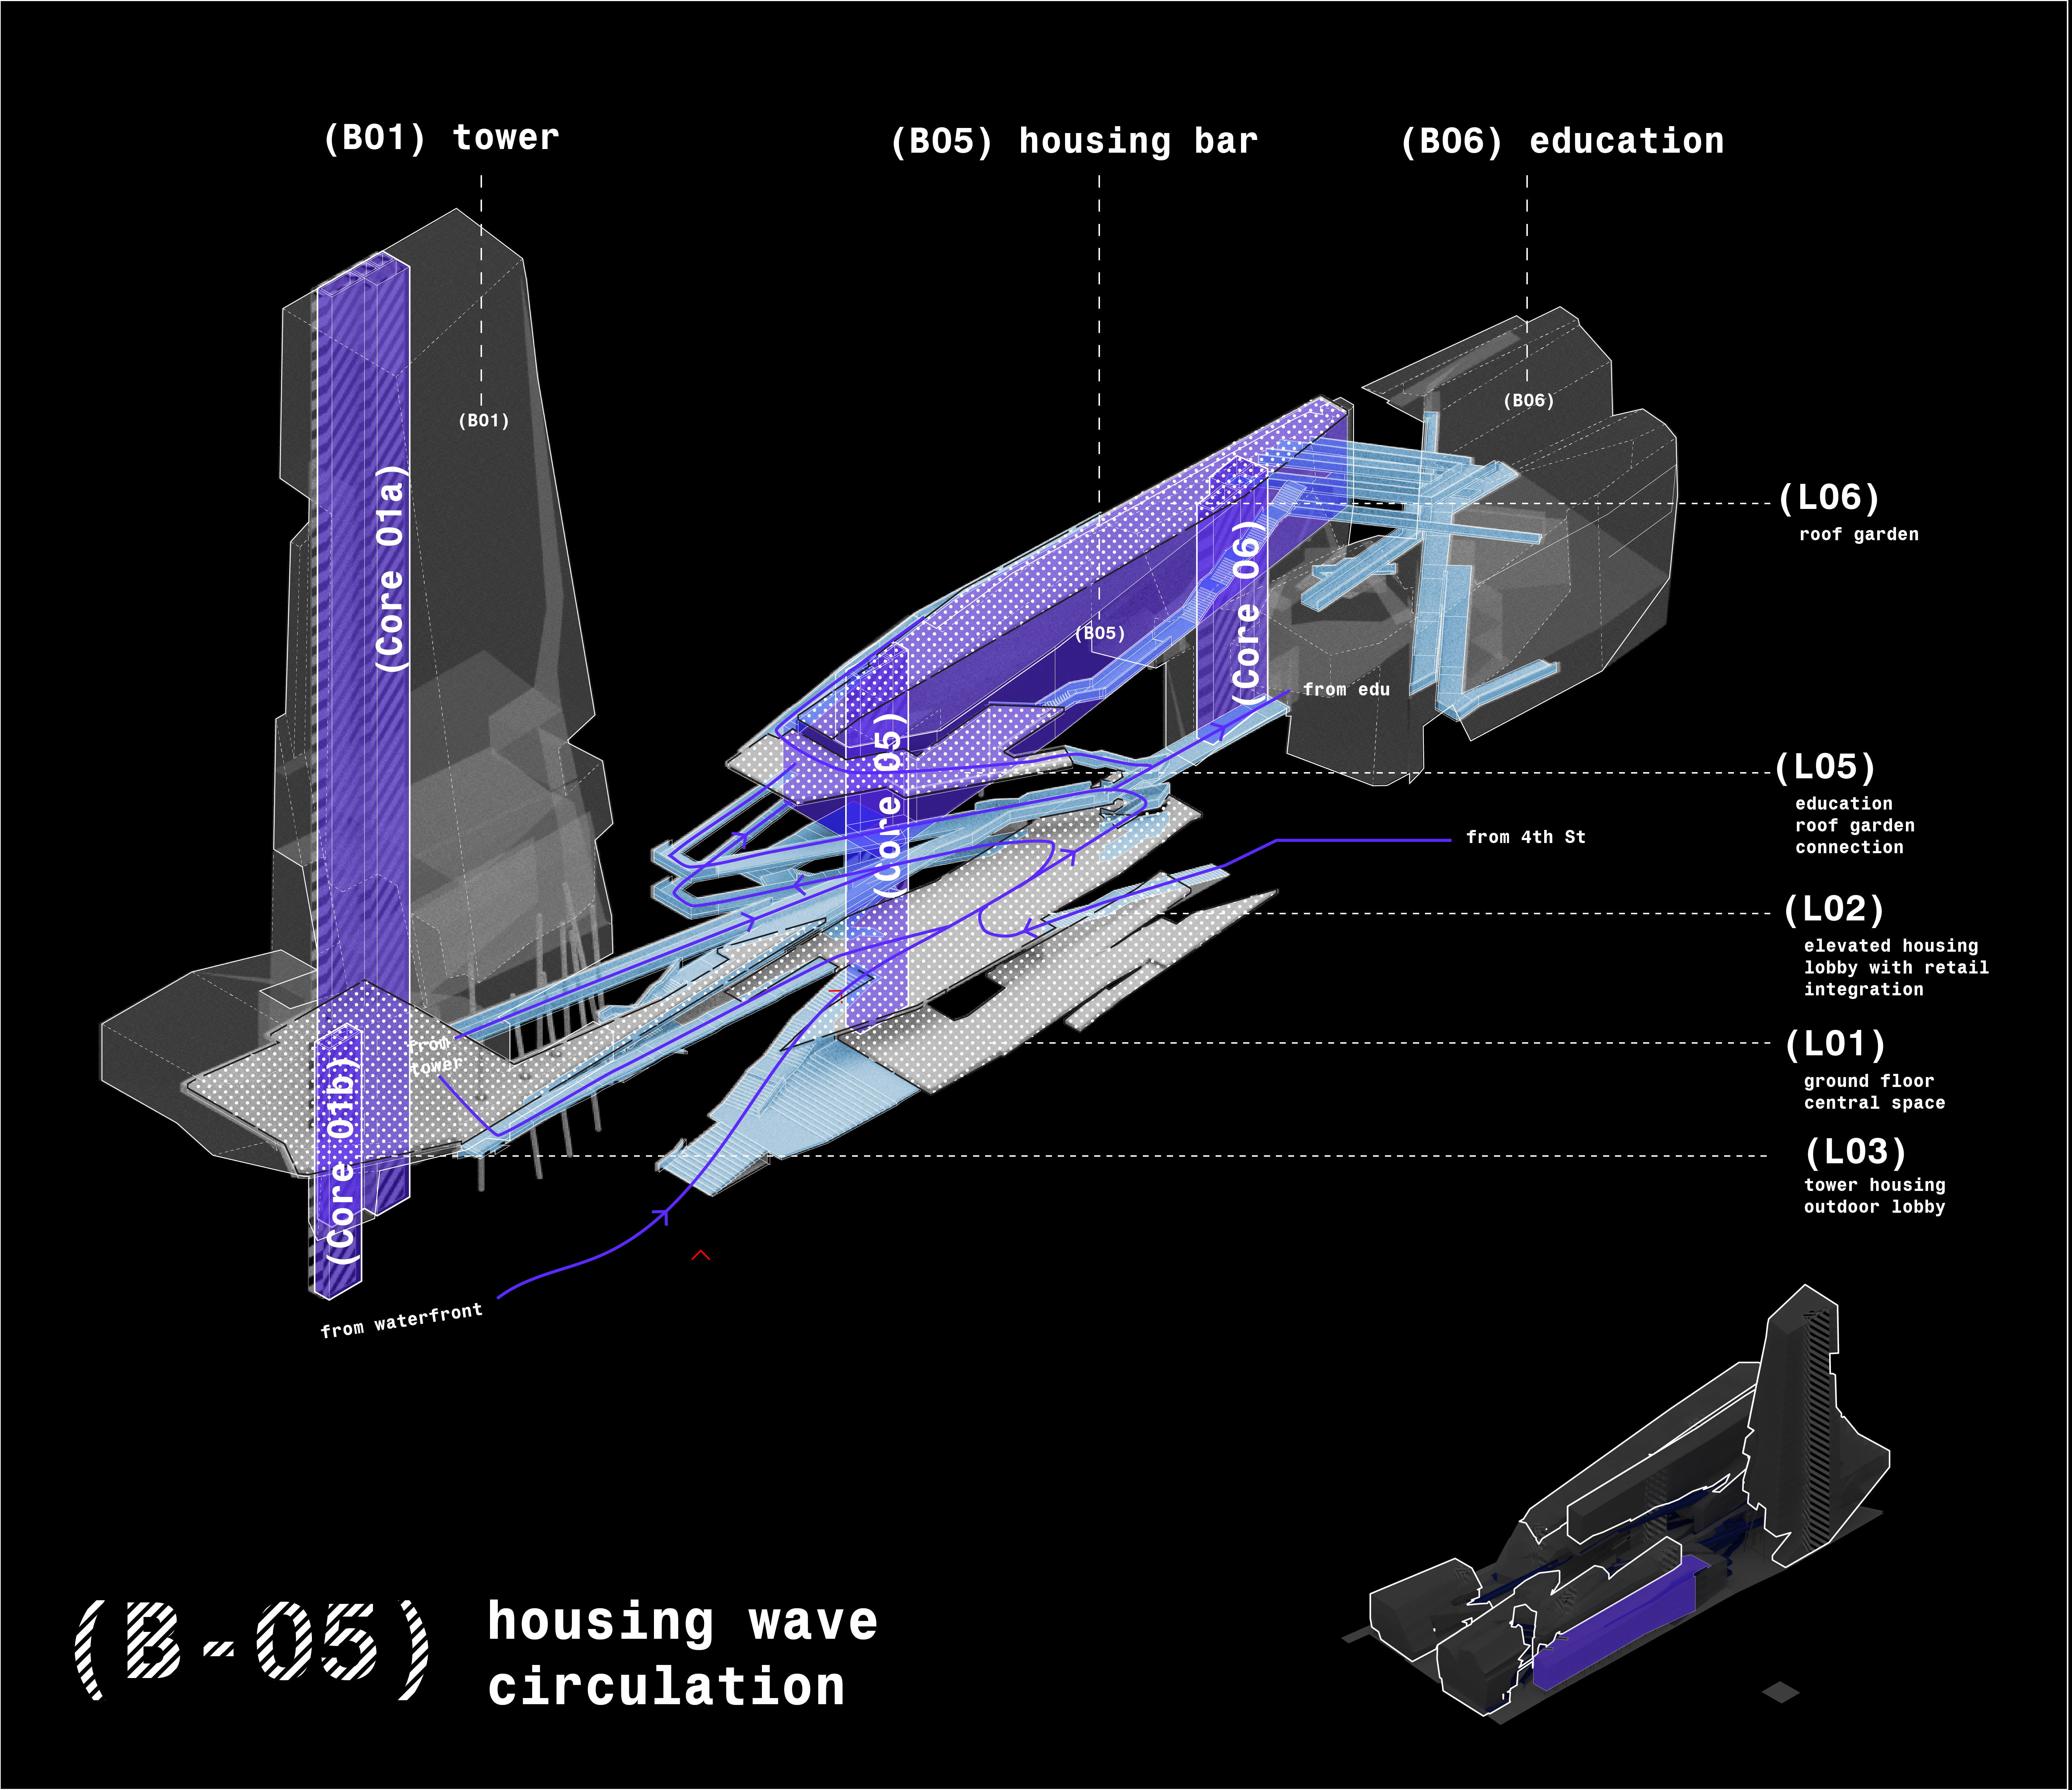 (B01) tower
(B05) housing bar
(B06) education
(B01)
(B06)
(Core 01a)
(L06)
roof garden
(Core 06)
(B05)
from edu
(L05)
education
roof garden
connection
(Core 05)
from 4th St
(L02)
elevated housing
lobby with retail
integration
from
tower
(L01)
ground floor
central space
(Core 01b)
(L03)
tower housing
outdoor lobby
from waterfront
(B-05)
housing wave
circulation